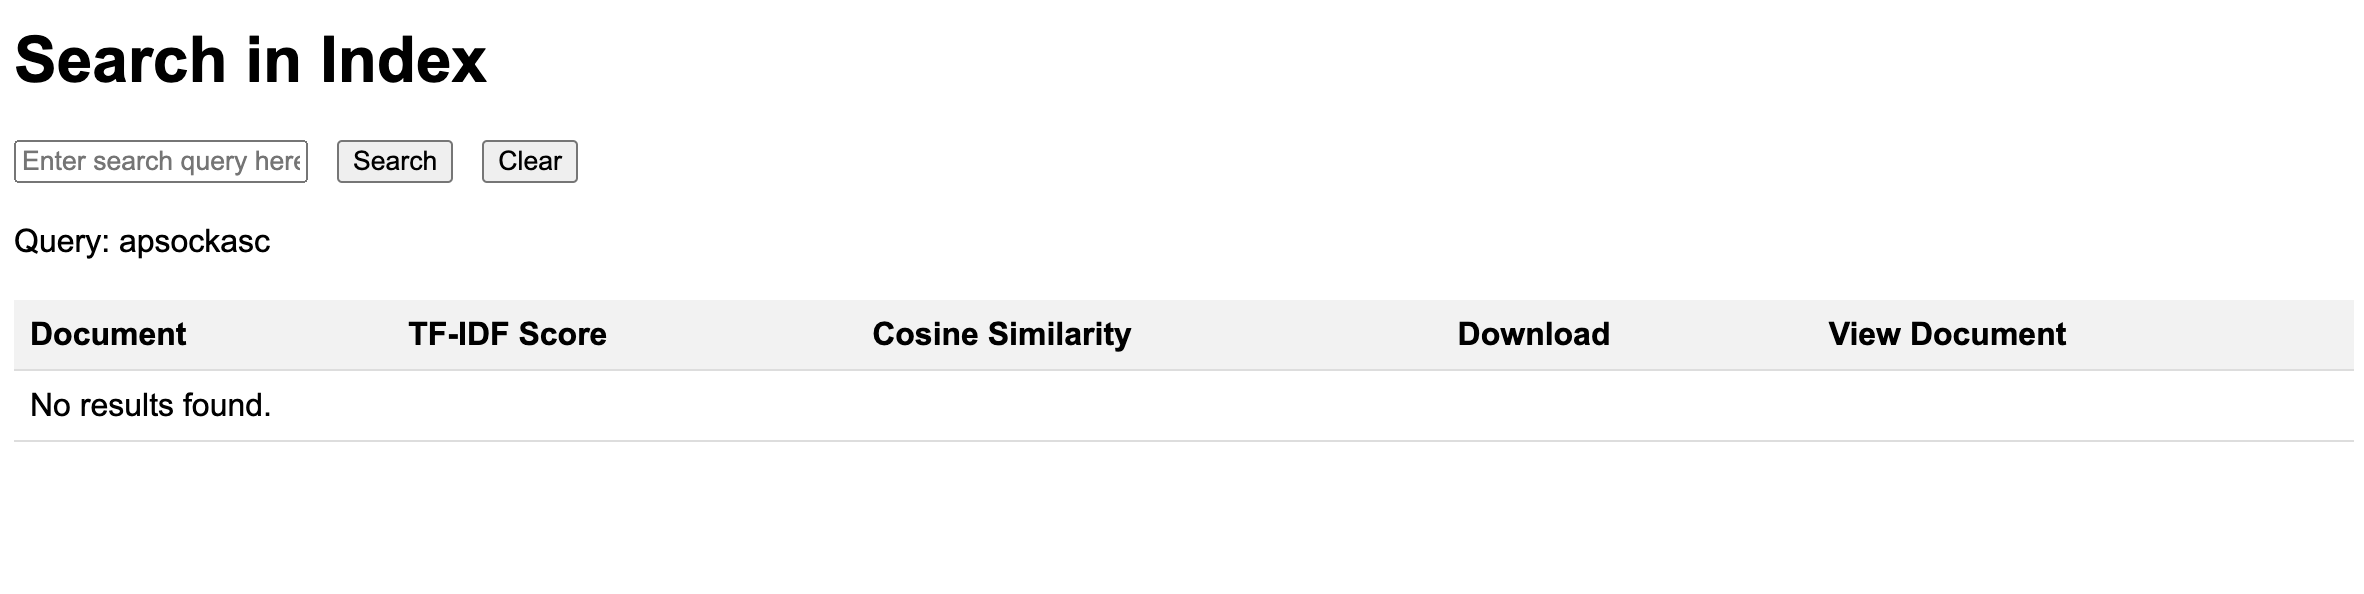 Search in Index
Enter search query here Search Clear
Query: apsockasc
Document TF-IDF Score Cosine Similarity Download View Document
No results found.